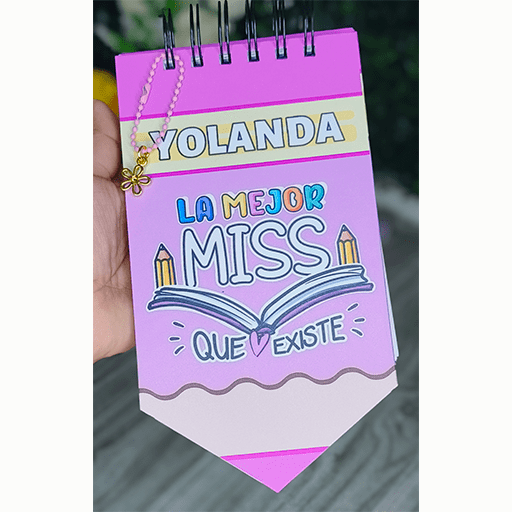 YOLANDA
LA MEJOR
MISS
QUE EXISTE